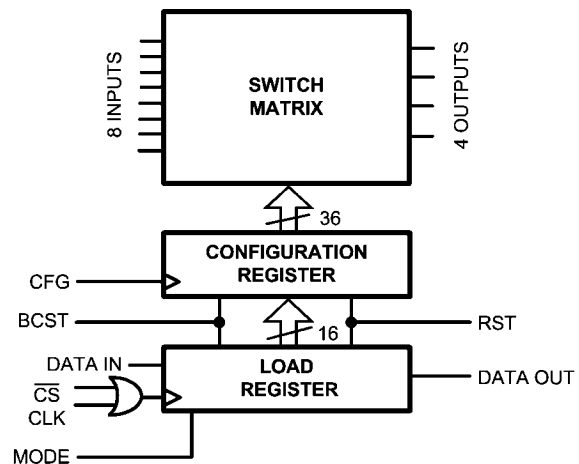 8 INPUTS
SWITCH
MATRIX
4 OUTPUTS
36
CONFIGURATION
REGISTER
CFG
BCST
16
RST
DATA IN
LOAD
REGISTER
DATA OUT
CS
CLK
MODE